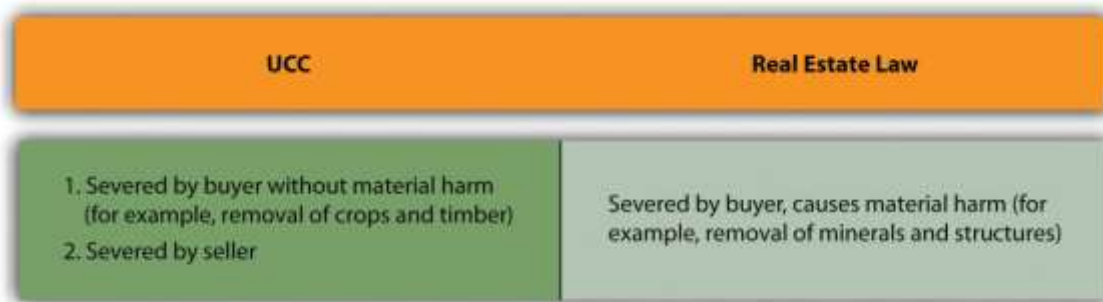 UCC
Real Estate Law
1. Severed by buyer without material harm
(for example, removal of crops and timber)
2. Severed by seller
Severed by buyer, causes material harm (for
example, removal of minerals and structures)